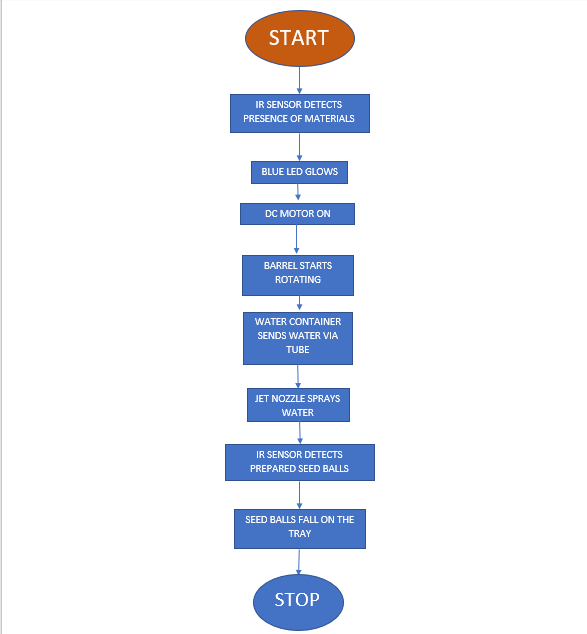 START
IR SENSOR DETECTS
PRESENCE OF MATERIALS
BLUE LED GLOWS
DC MOTOR ON
BARREL STARTS
ROTATING
WATER CONTAINER
SENDS WATER VIA
TUBE
JET NOZZLE SPRAYS
WATER
IR SENSOR DETECTS
PREPARED SEED BALLS
SEED BALLS FALL ON THE
TRAY
STOP